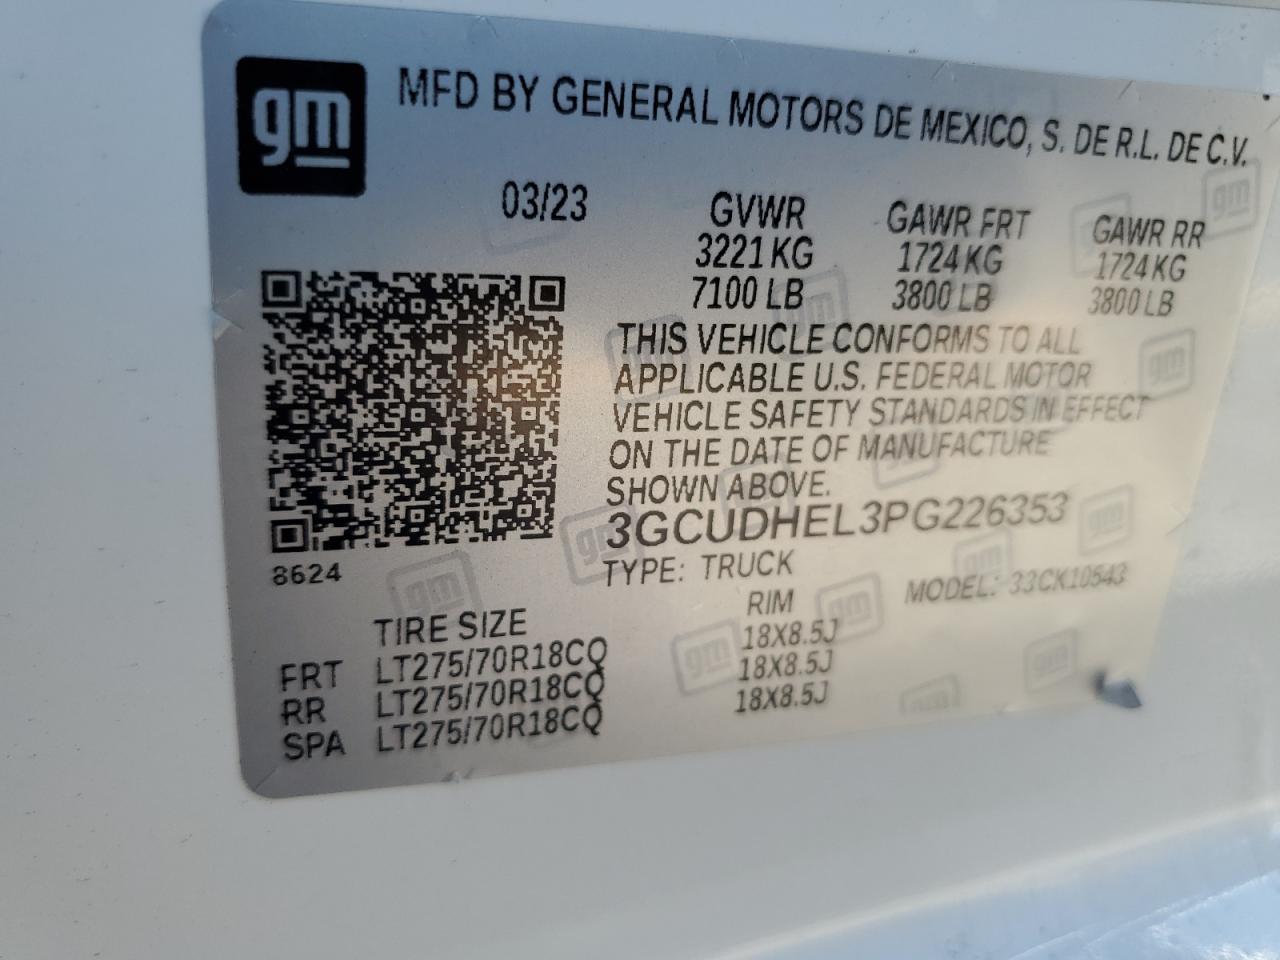 gm
MFD BY GENERAL MOTORS DE MEXICO, S. DE R.L. DE C.V.
03/23 GVWR GAWR FRT GAWR RR
3221 KG 1724 KG 1724 KG
7100 LB 3800 LB 3800 LB
THIS VEHICLE CONFORMS TO ALL
APPLICABLE U.S. FEDERAL MOTOR
VEHICLE SAFETY STANDARDS IN EFFECT
ON THE DATE OF MANUFACTURE
SHOWN ABOVE.
3GCUDHEL3PG226353
8624
TYPE: TRUCK MODEL: 33CK10543
TIRE SIZE RIM
FRT LT275/70R18CQ 18X8.5J
RR LT275/70R18CQ 18X8.5J
SPA LT275/70R18CQ 18X8.5J